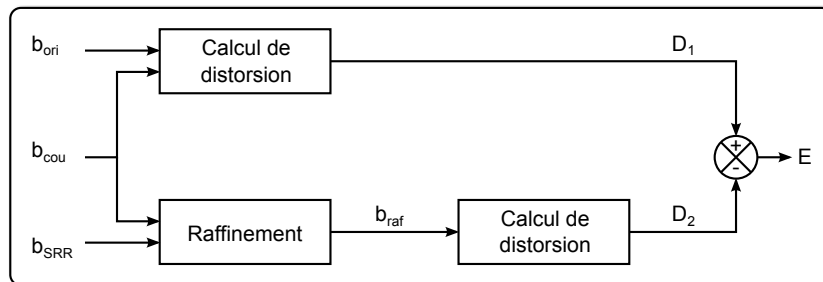 b_ori
Calcul de
distorsion
D_1
b_cou
+
-
E
b_SRR
Raffinement
b_raf
Calcul de
distorsion
D_2